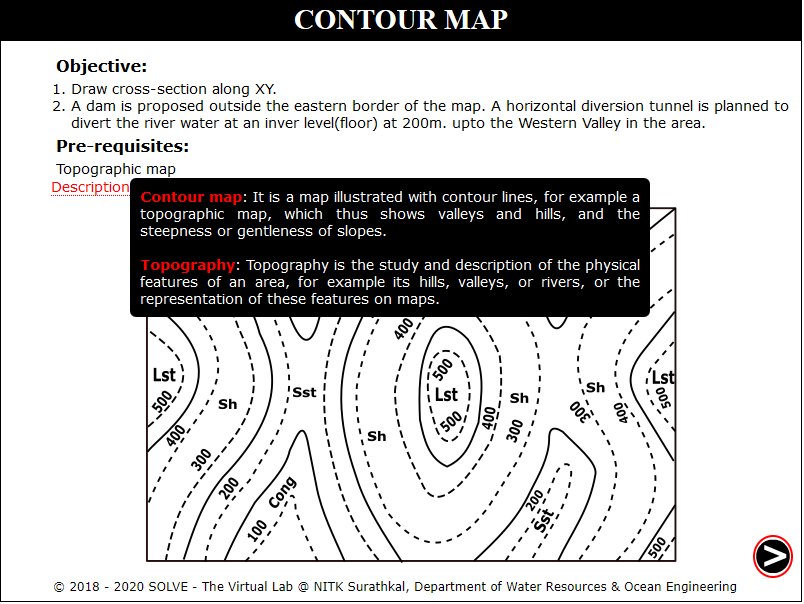 CONTOUR MAP
Objective:
1. Draw cross-section along XY.
2. A dam is proposed outside the eastern border of the map. A horizontal diversion tunnel is planned to
divert the river water at an inver level(floor) at 200m. upto the Western Valley in the area.
Pre-requisites:
Topographic map
Description
Contour map: It is a map illustrated with contour lines, for example a
topographic map, which thus shows valleys and hills, and the
steepness or gentleness of slopes.
Topography: Topography is the study and description of the physical
features of an area, for example its hills, valleys, or rivers, or the
representation of these features on maps.
400
500
Lst
Lst
Sst
Lst
Sh
Sh
500
500
Sh
400
300
400
500
400
300
Sh
300
200
Cong
200
100
Sst
500
>
© 2018 - 2020 SOLVE - The Virtual Lab @ NITK Surathkal, Department of Water Resources & Ocean Engineering